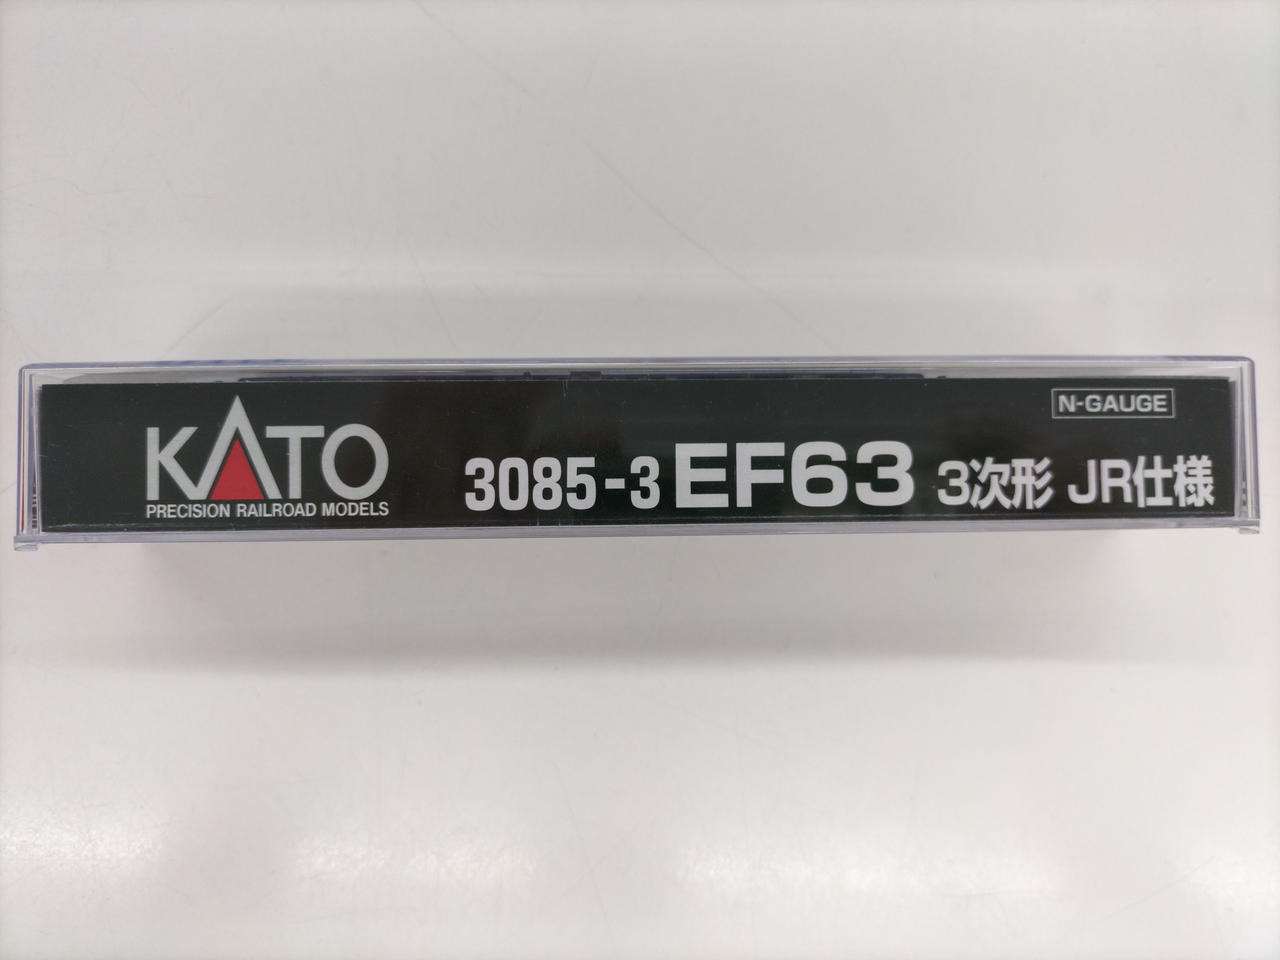 N-GAUGE
KATO
PRECISION RAILROAD MODELS
3085-3 EF63 3次形 JR仕様